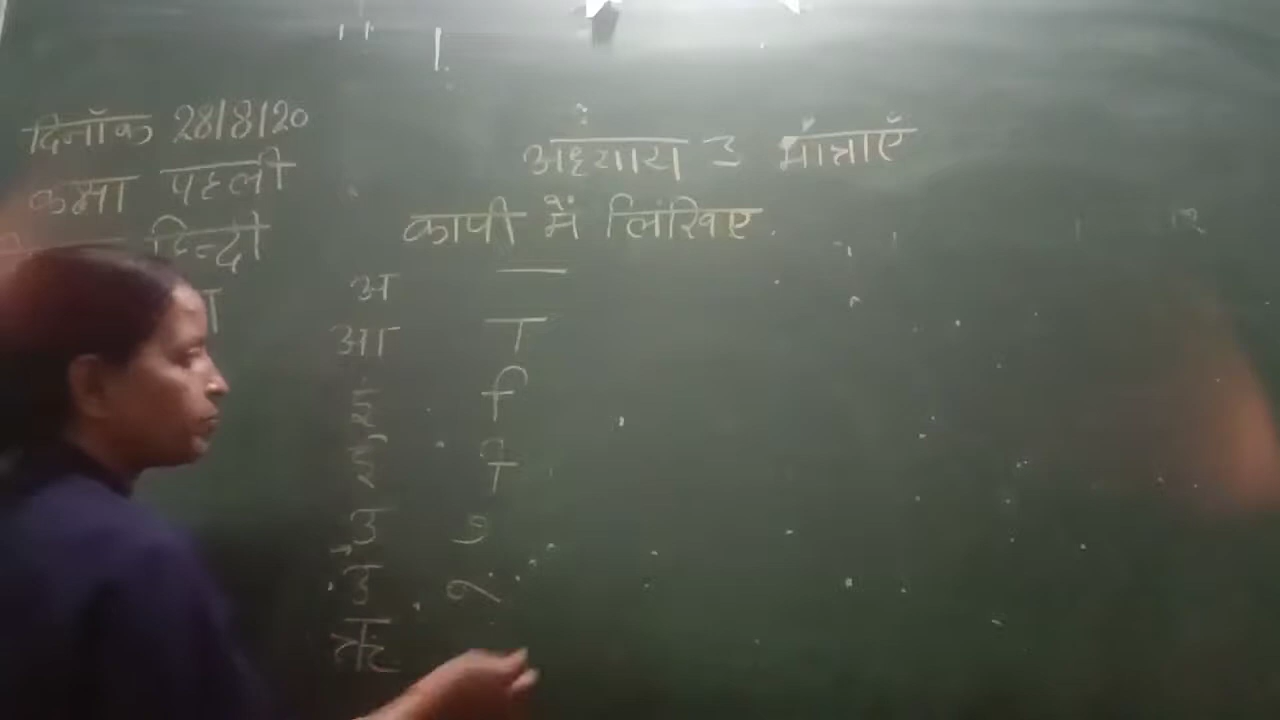 दिनाँक 28/8/20
कक्षा पहली
हिन्दी
अध्याय 3 मात्राएँ
कापी में लिखिए
अ
आ ा
इ ि
ई ी
उ ु
ऊ ू
ऋ